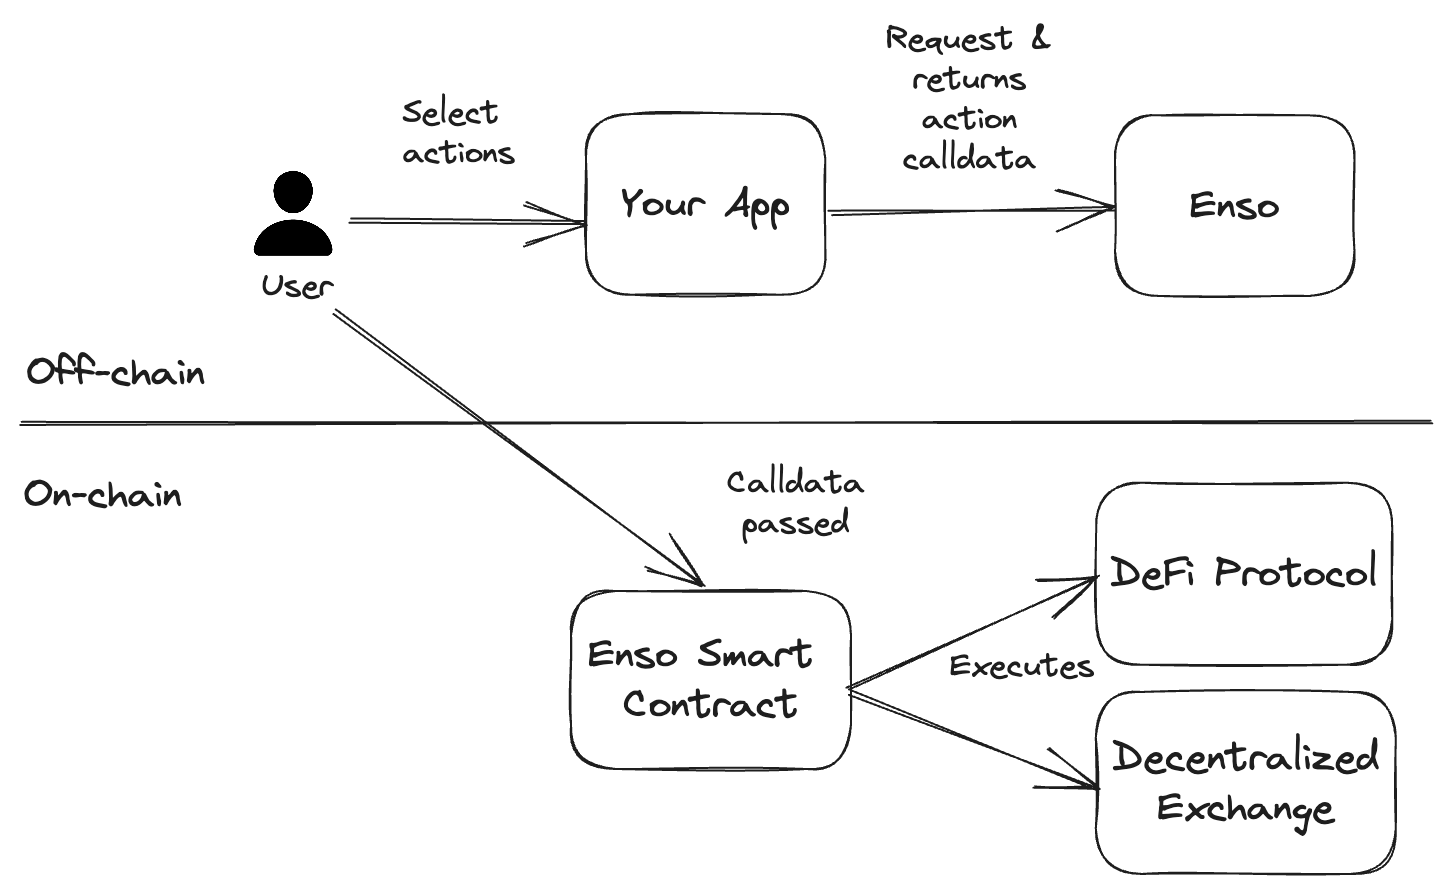 Request &
returns
action
calldata
Select
actions
Your App
Enso
User
Off-chain
On-chain
Calldata
passed
DeFi Protocol
Enso Smart
Contract
Executes
Decentralized
Exchange